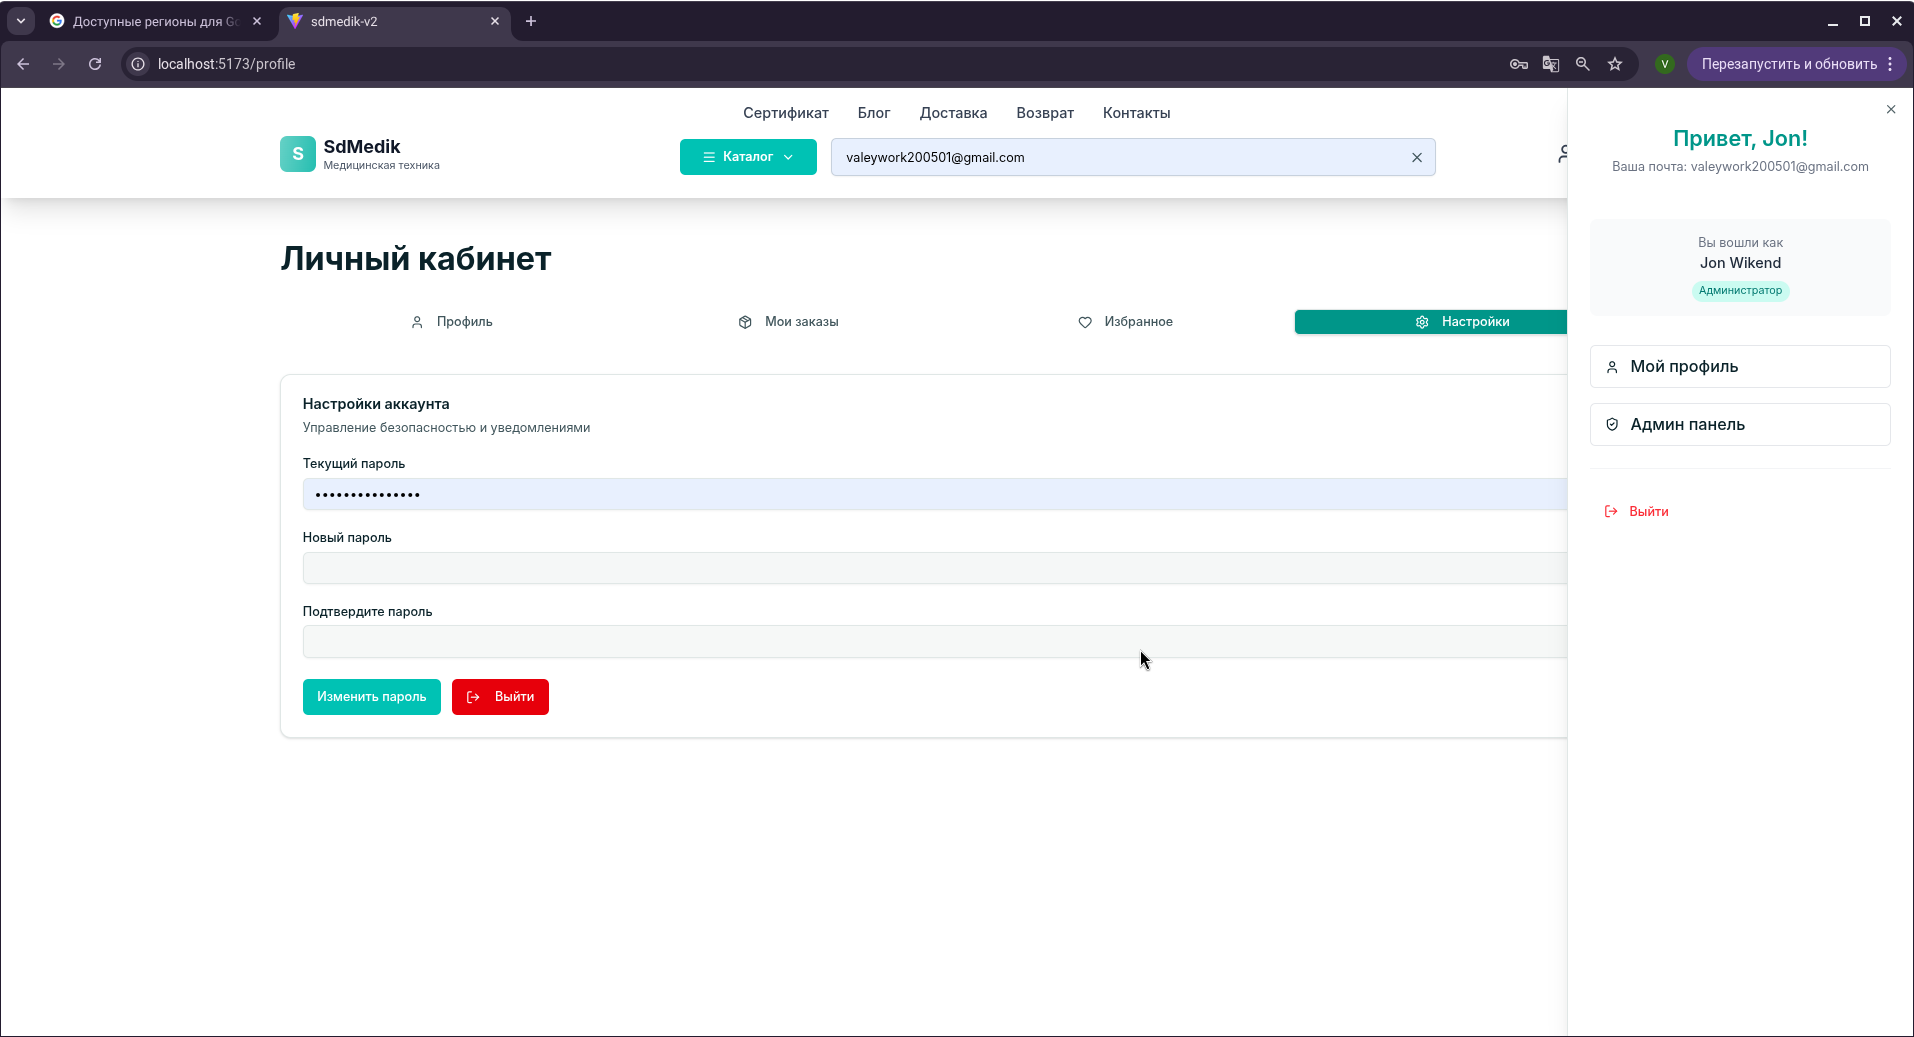 Доступные регионы для Go
sdmedik-v2
localhost:5173/profile
V
Перезапустить и обновить
Сертификат Блог Доставка Возврат Контакты
S
SdMedik
Медицинская техника
Каталог
valeywork200501@gmail.com
Личный кабинет
Профиль Мои заказы Избранное Настройки
Настройки аккаунта
Управление безопасностью и уведомлениями
Текущий пароль
•••••••••••••••
Новый пароль
Подтвердите пароль
Изменить пароль Выйти
Привет, Jon!
Ваша почта: valeywork200501@gmail.com
Вы вошли как
Jon Wikend
Администратор
Мой профиль
Админ панель
Выйти